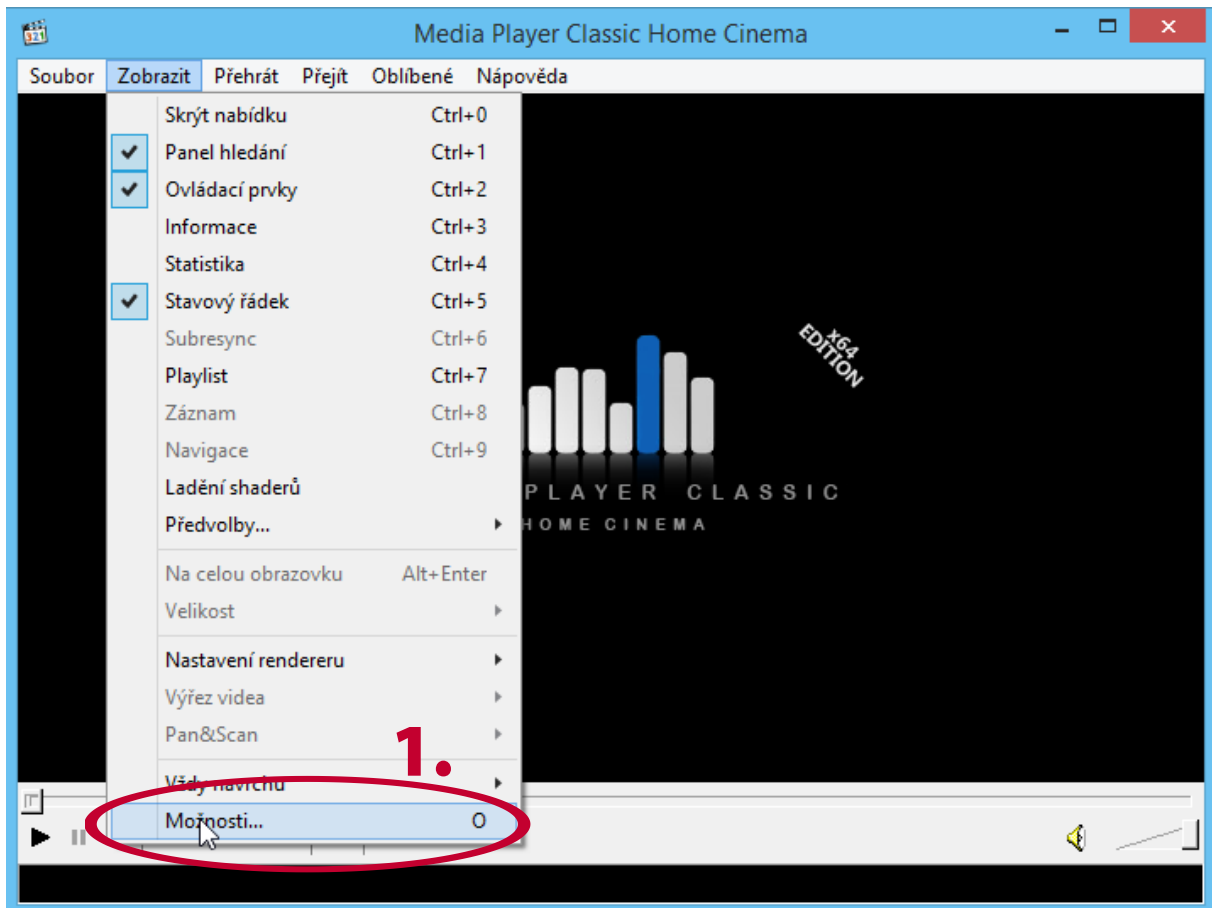 Media Player Classic Home Cinema
Soubor Zobrazit Přehrát Přejít Oblíbené Nápověda
Skrýt nabídku Ctrl+0
Panel hledání Ctrl+1
Ovládací prvky Ctrl+2
Informace Ctrl+3
Statistika Ctrl+4
Stavový řádek Ctrl+5
Subresync Ctrl+6
Playlist Ctrl+7
Záznam Ctrl+8
Navigace Ctrl+9
Ladění shaderů
Předvolby...
Na celou obrazovku Alt+Enter
Velikost
Nastavení rendereru
Výřez videa
Pan&Scan
Vždy navrchu
Možnosti... O
1.
X64
EDITION
PLAYER CLASSIC
HOME CINEMA